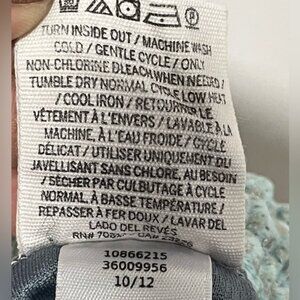 TURN INSIDE OUT / MACHINE WASH
COLD / GENTLE CYCLE / ONLY
NON-CHLORINE BLEACH WHEN NEEDED /
TUMBLE DRY NORMAL CYCLE LOW HEAT
/ COOL IRON / RETOURNER LE
VÊTEMENT À L'ENVERS / LAVABLE À LA
MACHINE, À L'EAU FROIDE / CYCLE
DÉLICAT / UTILISER UNIQUEMENT DU
JAVELLISANT SANS CHLORE, AU BESOIN
/ SÉCHER PAR CULBUTAGE À CYCLE
NORMAL, À BASSE TEMPÉRATURE /
REPASSER À FER DOUX / LAVAR DEL
LADO DEL REVÉS
RN#
10866215
36009956
10/12